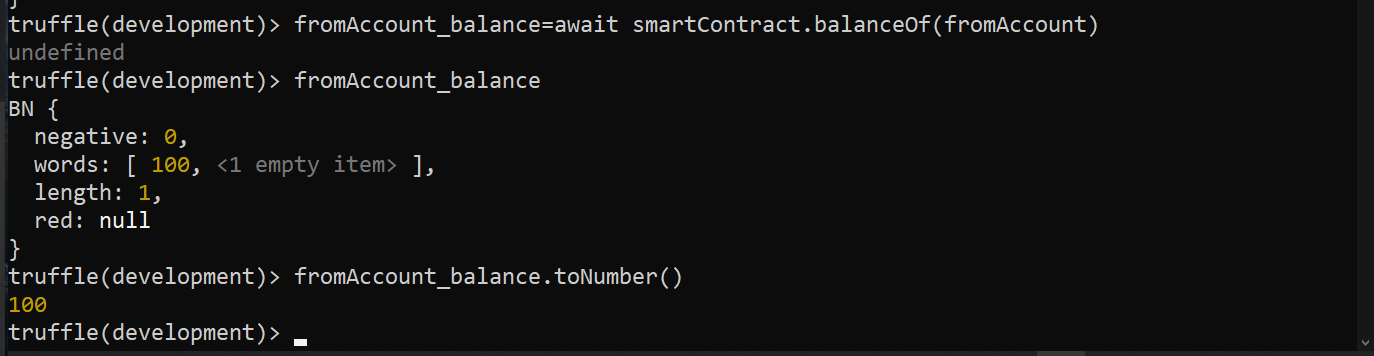 }
truffle(development)> fromAccount_balance=await smartContract.balanceOf(fromAccount)
undefined
truffle(development)> fromAccount_balance
BN {
  negative: 0,
  words: [ 100, <1 empty item> ],
  length: 1,
  red: null
}
truffle(development)> fromAccount_balance.toNumber()
100
truffle(development)>